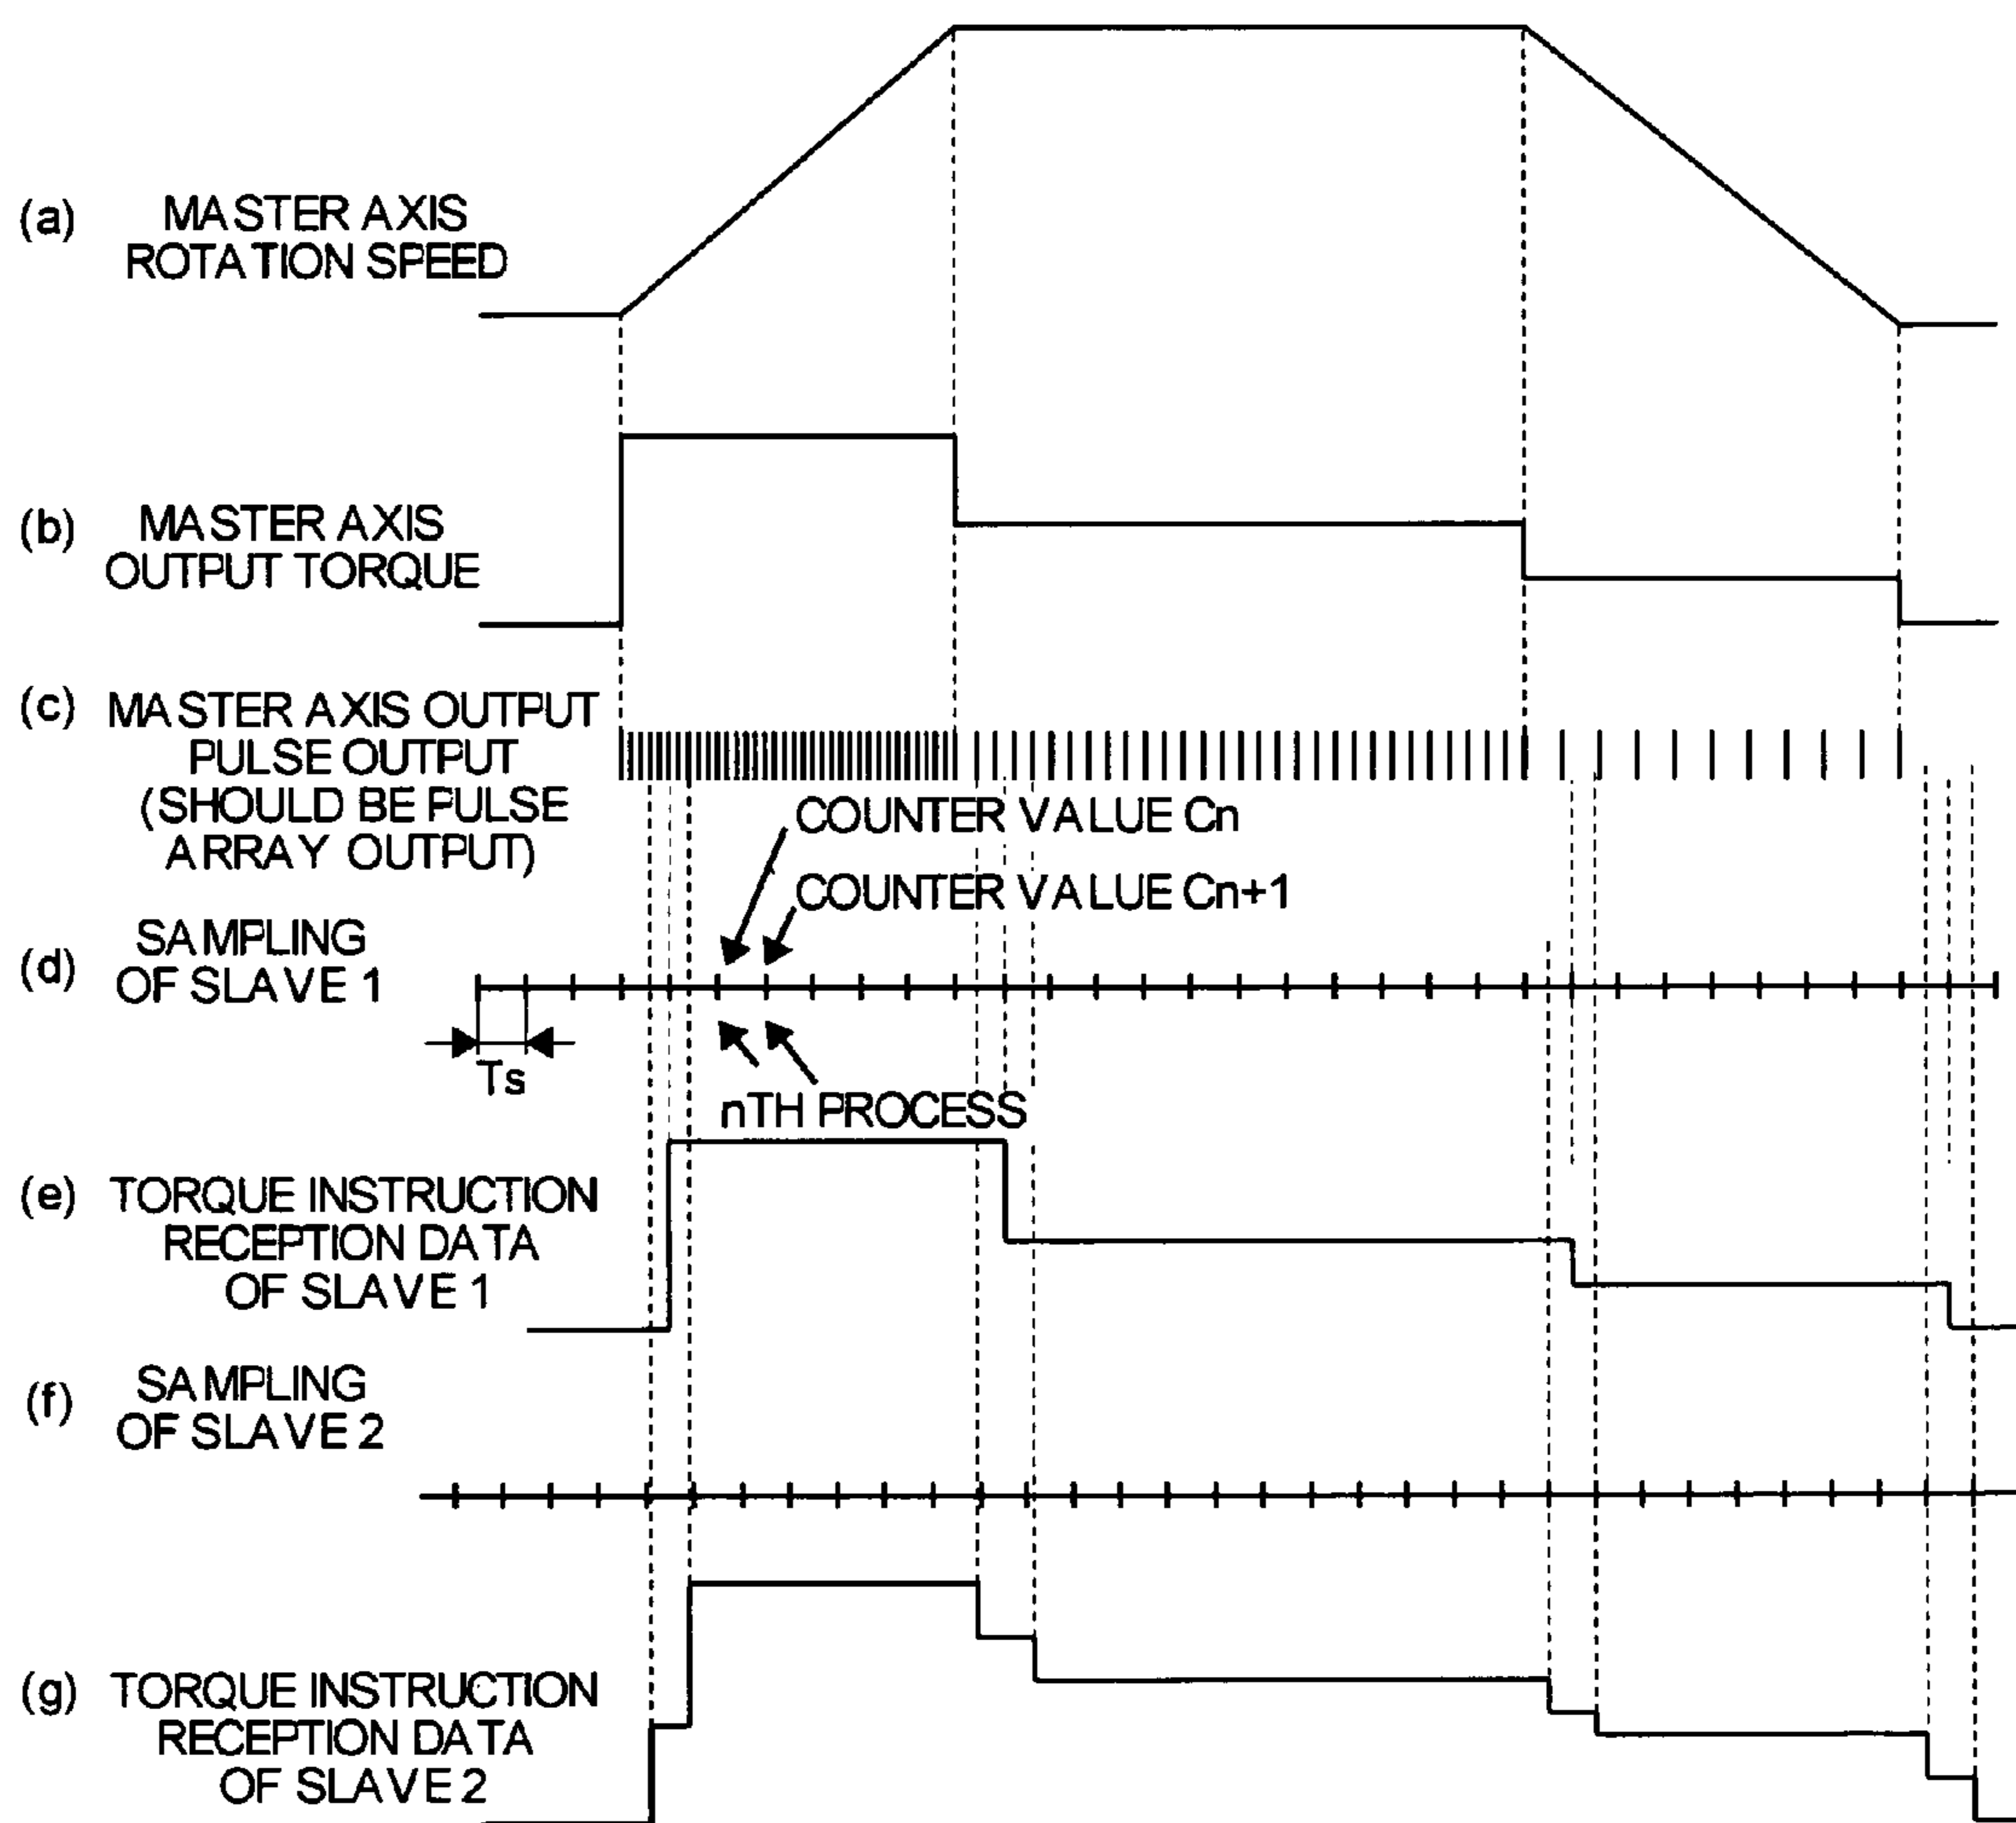 (a) MASTER AXIS
ROTATION SPEED
(b) MASTER AXIS
OUTPUT TORQUE
(c) MASTER AXIS OUTPUT
PULSE OUTPUT
(SHOULD BE PULSE
ARRAY OUTPUT)
COUNTER VALUE Cn
COUNTER VALUE Cn+1
(d) SAMPLING
OF SLAVE 1
Ts
nTH PROCESS
(e) TORQUE INSTRUCTION
RECEPTION DATA
OF SLAVE 1
(f) SAMPLING
OF SLAVE 2
(g) TORQUE INSTRUCTION
RECEPTION DATA
OF SLAVE 2